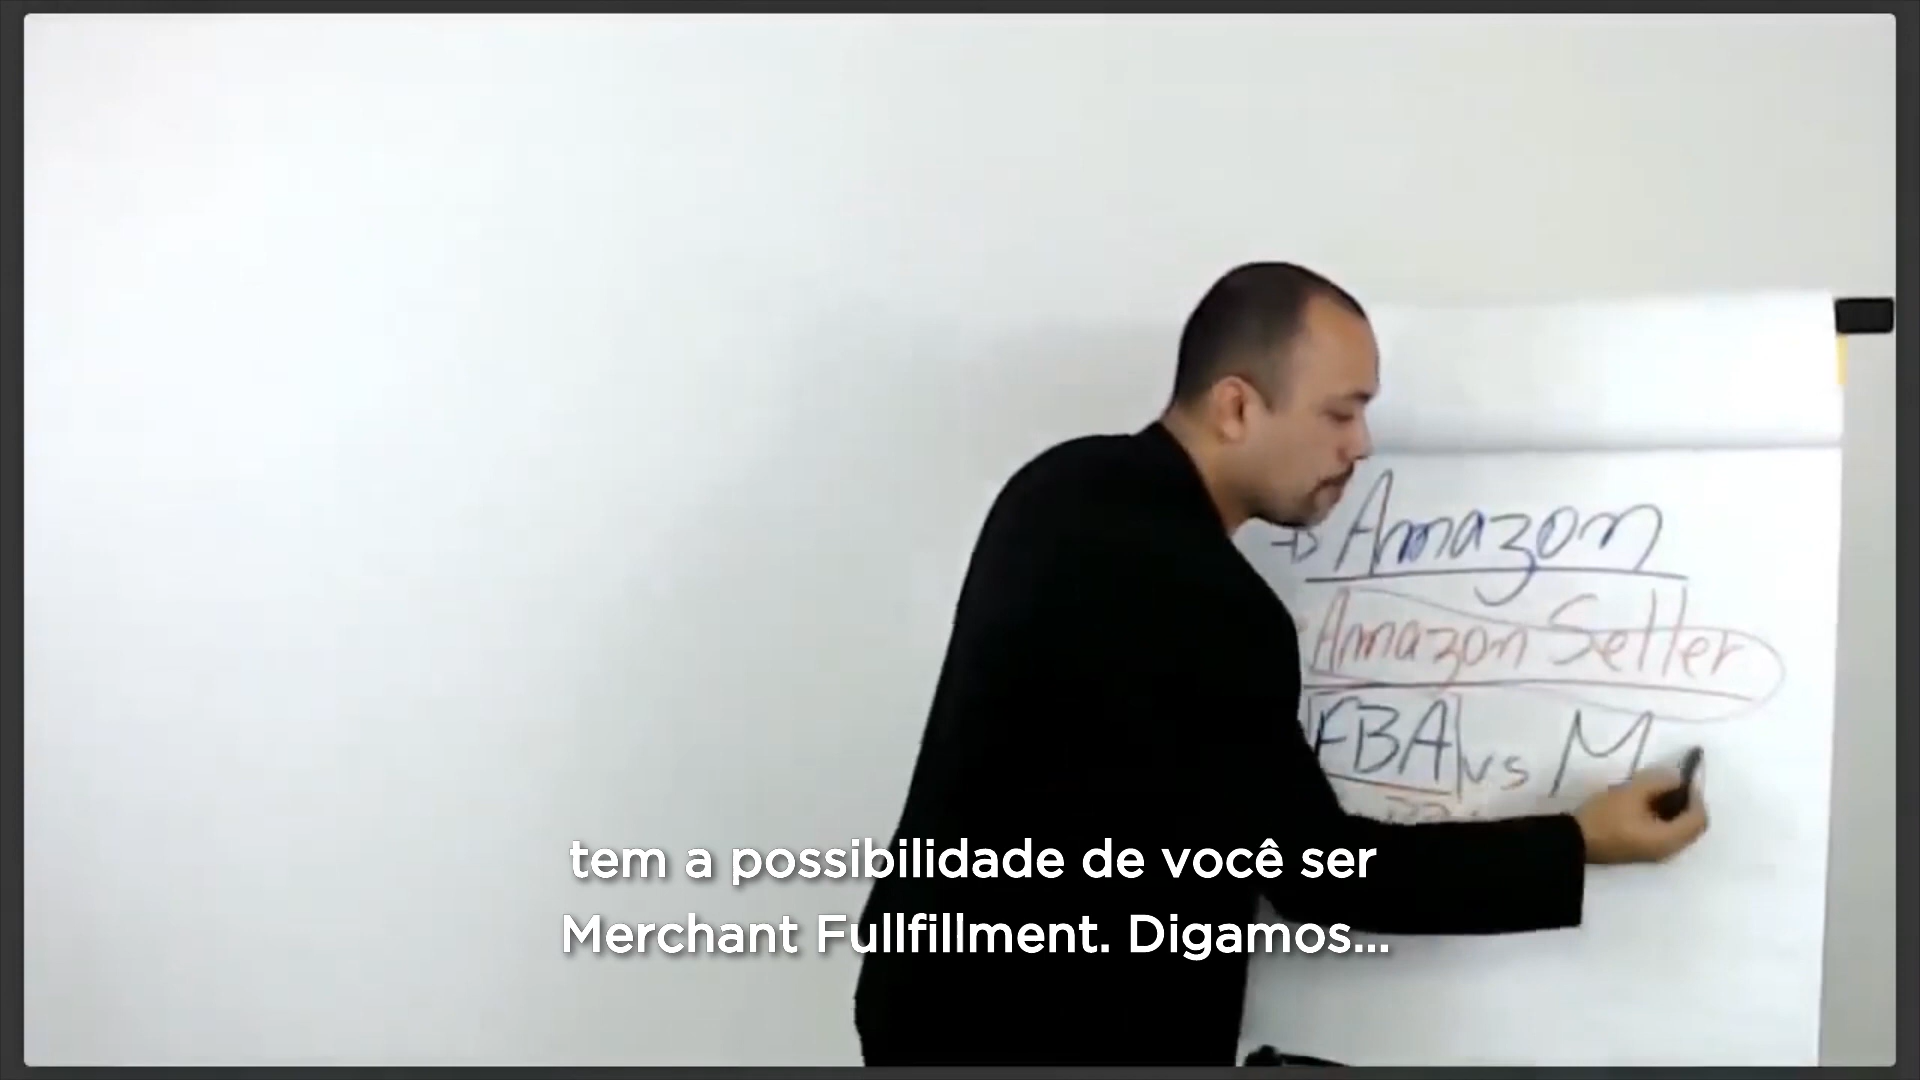 Amazon
Amazon Seller
FBA vs M
tem a possibilidade de você ser
Merchant Fullfillment. Digamos...